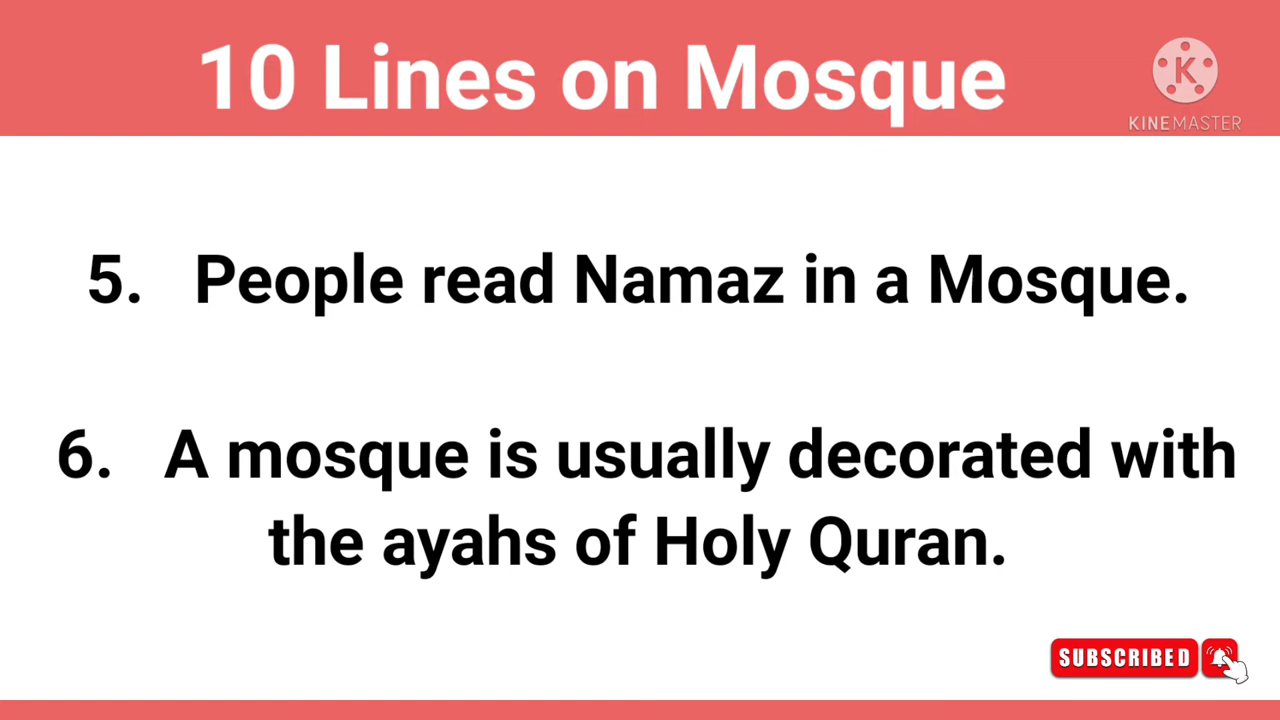 10 Lines on Mosque
K
KINEMASTER
5. People read Namaz in a Mosque.
6. A mosque is usually decorated with
the ayahs of Holy Quran.
SUBSCRIBED